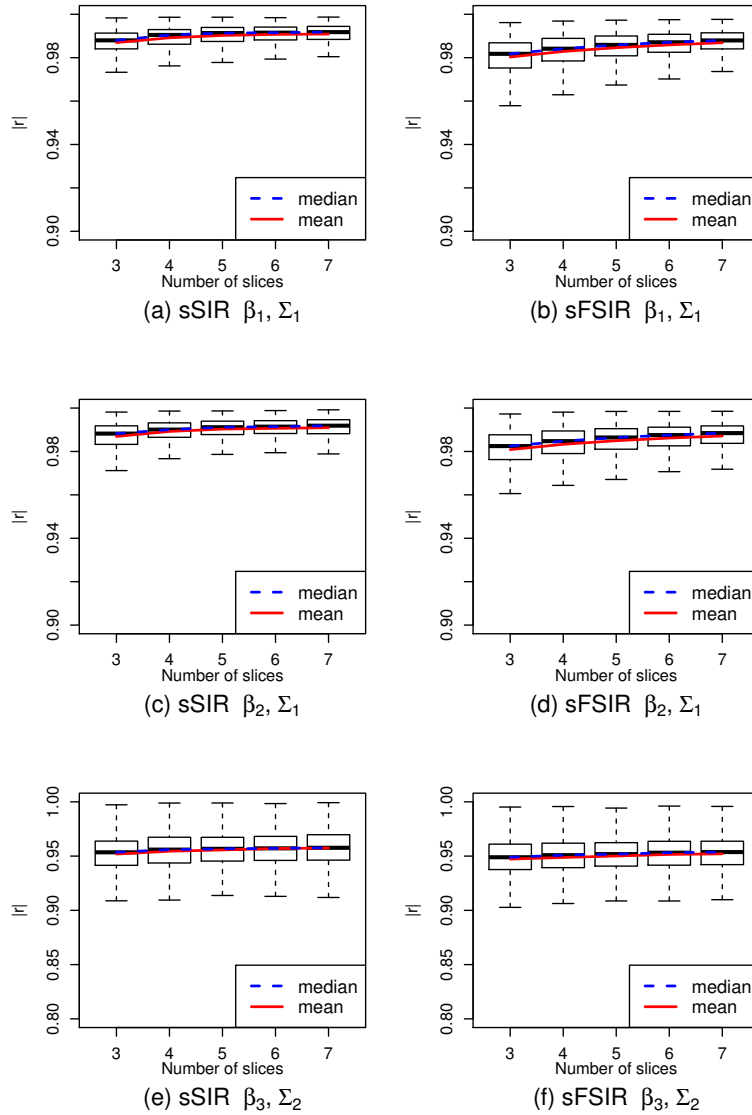 0.90 0.94 0.98
|r|
median
mean
3 4 5 6 7
Number of slices
(a) sSIR β₁, Σ₁
0.90 0.94 0.98
|r|
median
mean
3 4 5 6 7
Number of slices
(b) sFSIR β₁, Σ₁
0.90 0.94 0.98
|r|
median
mean
3 4 5 6 7
Number of slices
(c) sSIR β₂, Σ₁
0.90 0.94 0.98
|r|
median
mean
3 4 5 6 7
Number of slices
(d) sFSIR β₂, Σ₁
0.80 0.85 0.90 0.95 1.00
|r|
median
mean
3 4 5 6 7
Number of slices
(e) sSIR β₃, Σ₂
0.80 0.85 0.90 0.95 1.00
|r|
median
mean
3 4 5 6 7
Number of slices
(f) sFSIR β₃, Σ₂